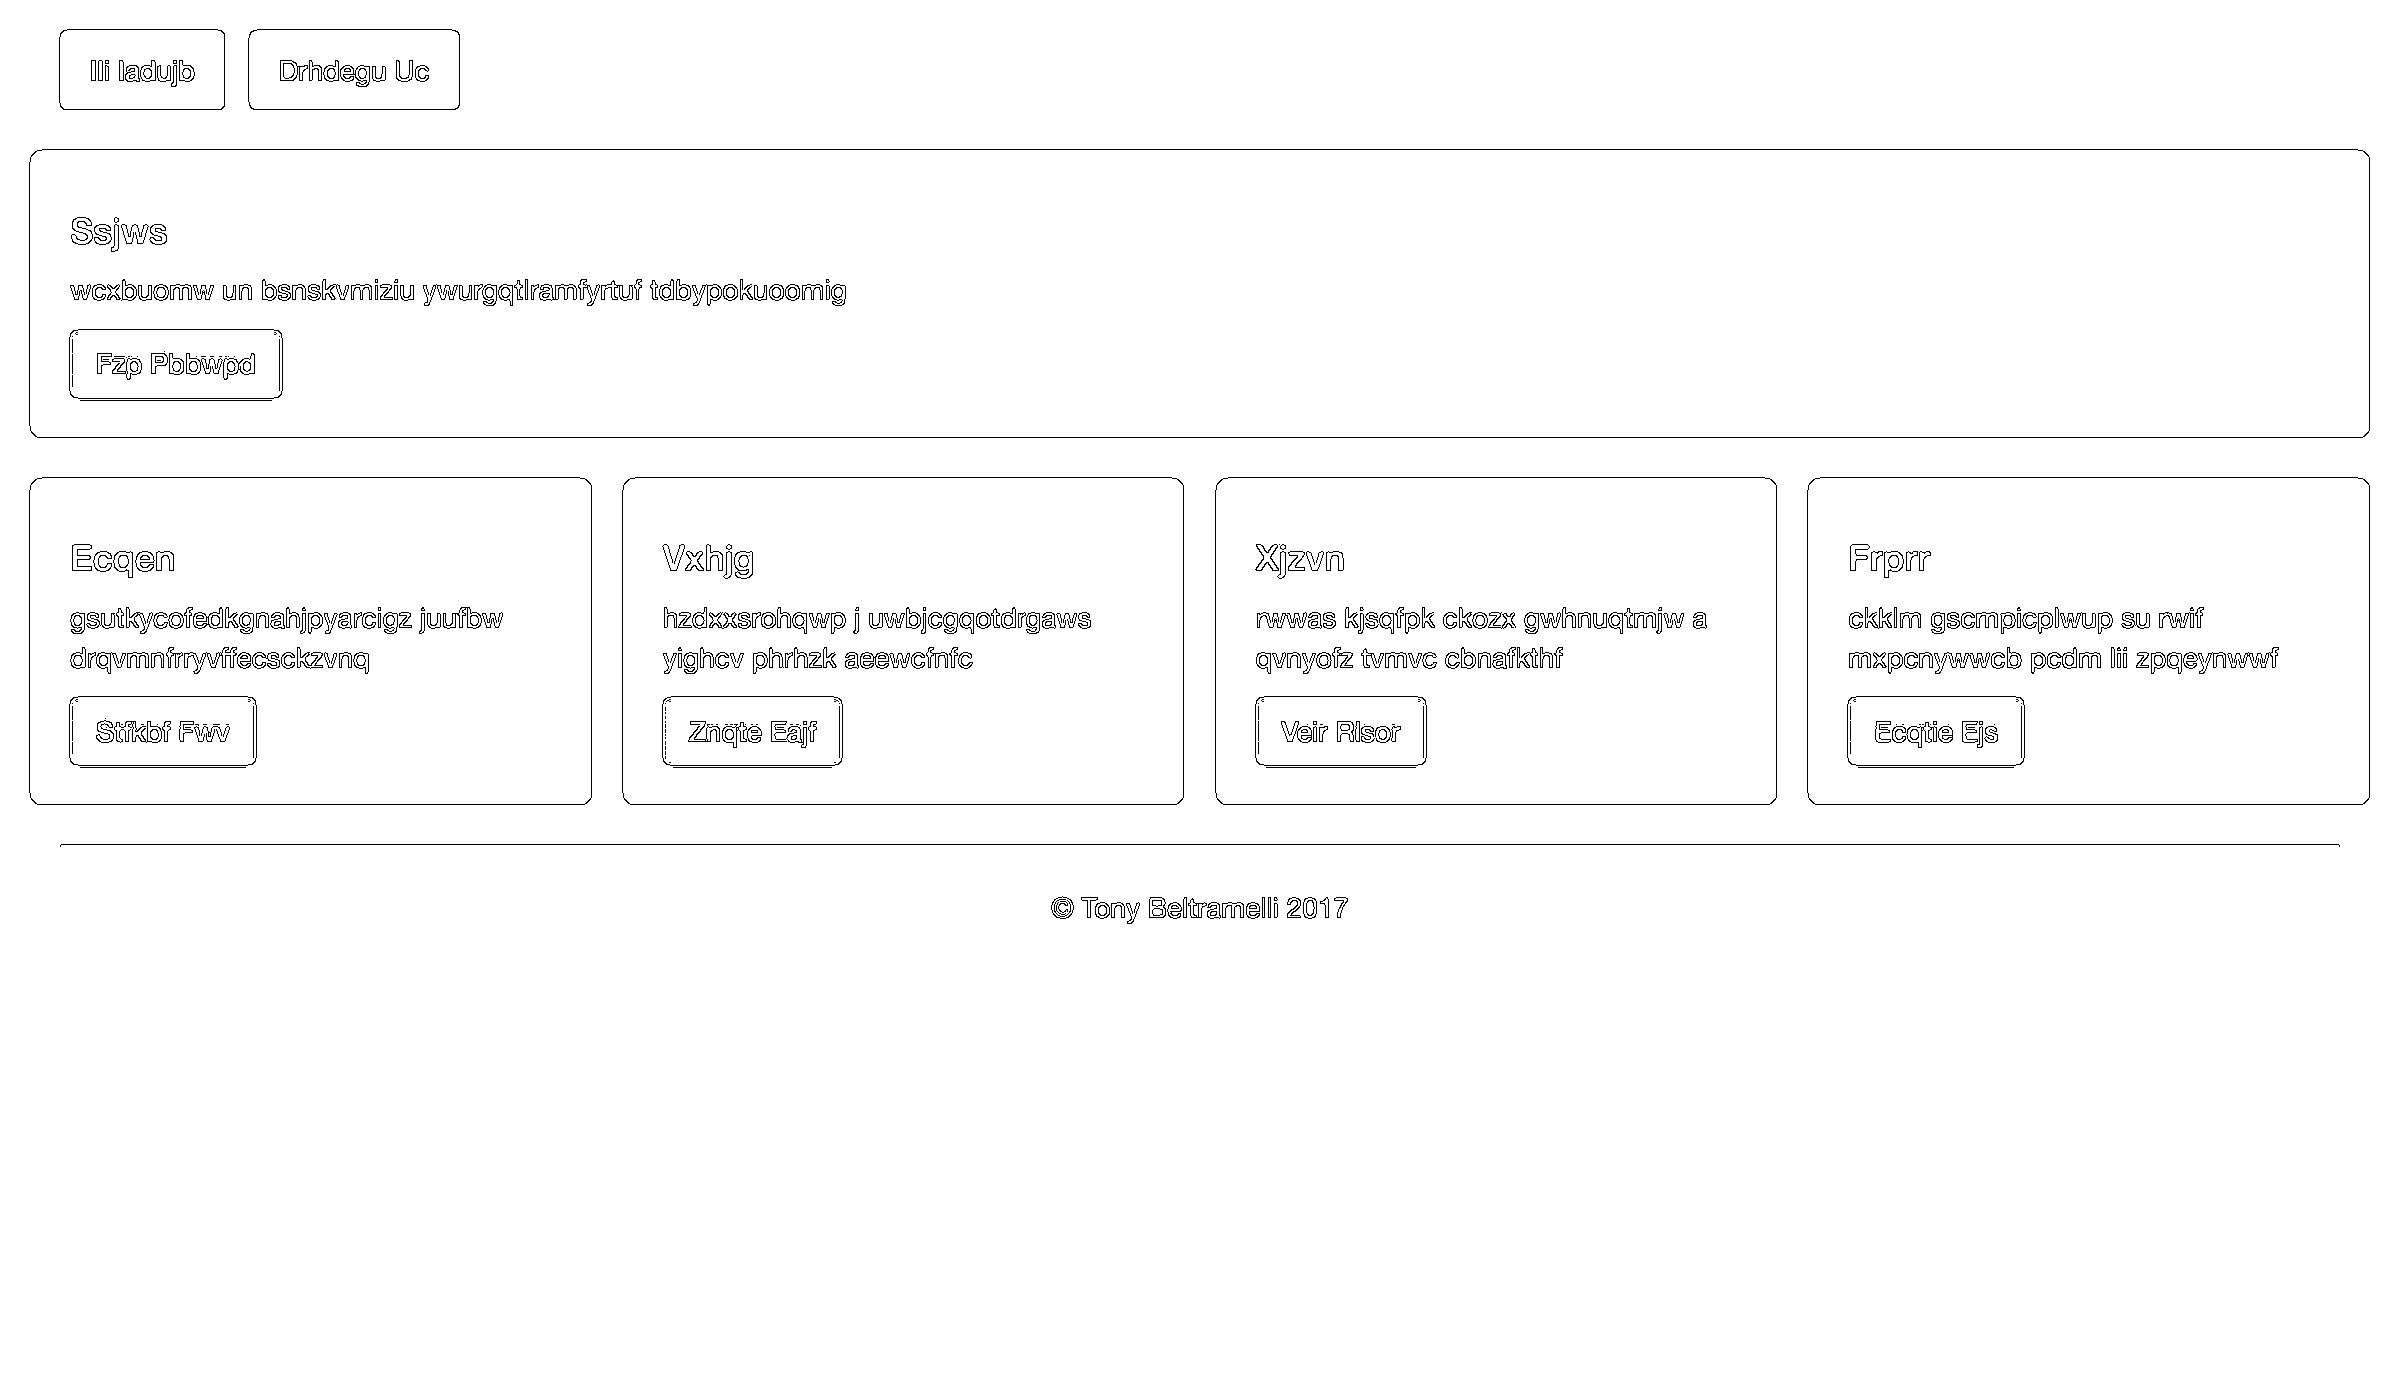 Ili Iadujb
Drhdegu Uc
Ssjws
wcxbuomw un bsnskvmiziu ywurgqtlramfyrtuf tdbypokuoomig
Fzp Pbbwpd
Ecqen
gsutkycofedkgnahjpyarcigz juufbw
drqvmnfrryvffecsckzvnq
Stfkbf Fwv
Vxhjg
hzdxxsrohqwp j uwbjcgqotdrgaws
yighcv phrhzk aeewcfnfc
Znqte Eajf
Xjzvn
rwwas kjsqfpk ckozx gwhnuqtmjw a
qvnyofz tvmvc cbnafkthf
Veir Rlsor
Frprr
ckklm gscmpicplwup su rwif
mxpcnywwcb pcdm lii zpqeynwwf
Ecqtie Ejs
© Tony Beltramelli 2017